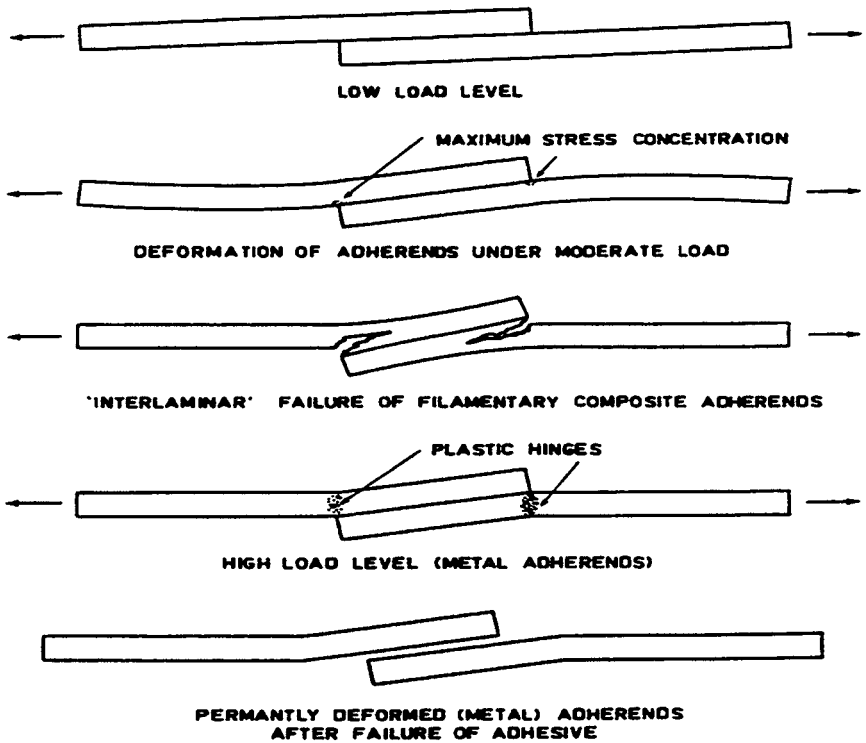 LOW LOAD LEVEL
MAXIMUM STRESS CONCENTRATION
DEFORMATION OF ADHERENDS UNDER MODERATE LOAD
'INTERLAMINAR' FAILURE OF FILAMENTARY COMPOSITE ADHERENDS
PLASTIC HINGES
HIGH LOAD LEVEL (METAL ADHERENDS)
PERMANTLY DEFORMED (METAL) ADHERENDS
AFTER FAILURE OF ADHESIVE